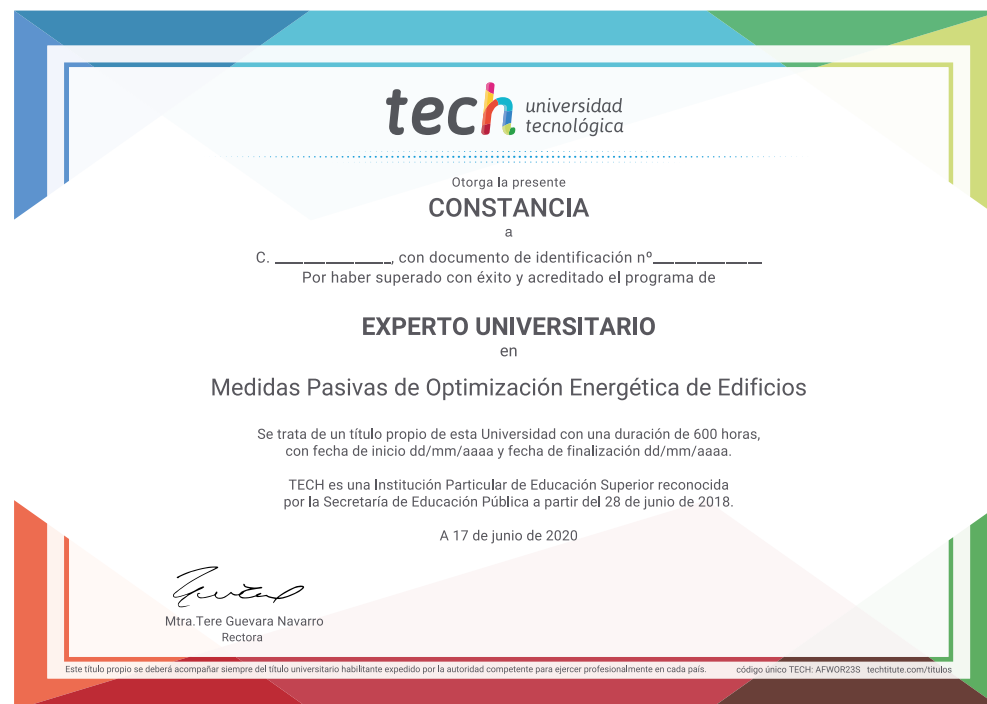 tech universidad
tecnológica
Otorga la presente
CONSTANCIA
a
C. ________________, con documento de identificación nº_______________
Por haber superado con éxito y acreditado el programa de
EXPERTO UNIVERSITARIO
en
Medidas Pasivas de Optimización Energética de Edificios
Se trata de un título propio de esta Universidad con una duración de 600 horas,
con fecha de inicio dd/mm/aaaa y fecha de finalización dd/mm/aaaa.
TECH es una Institución Particular de Educación Superior reconocida
por la Secretaría de Educación Pública a partir del 28 de junio de 2018.
A 17 de junio de 2020
Mtra.Tere Guevara Navarro
Rectora
Este título propio se deberá acompañar siempre del título universitario habilitante expedido por la autoridad competente para ejercer profesionalmente en cada país. código único TECH: AFWOR23S techtitute.com/titulos